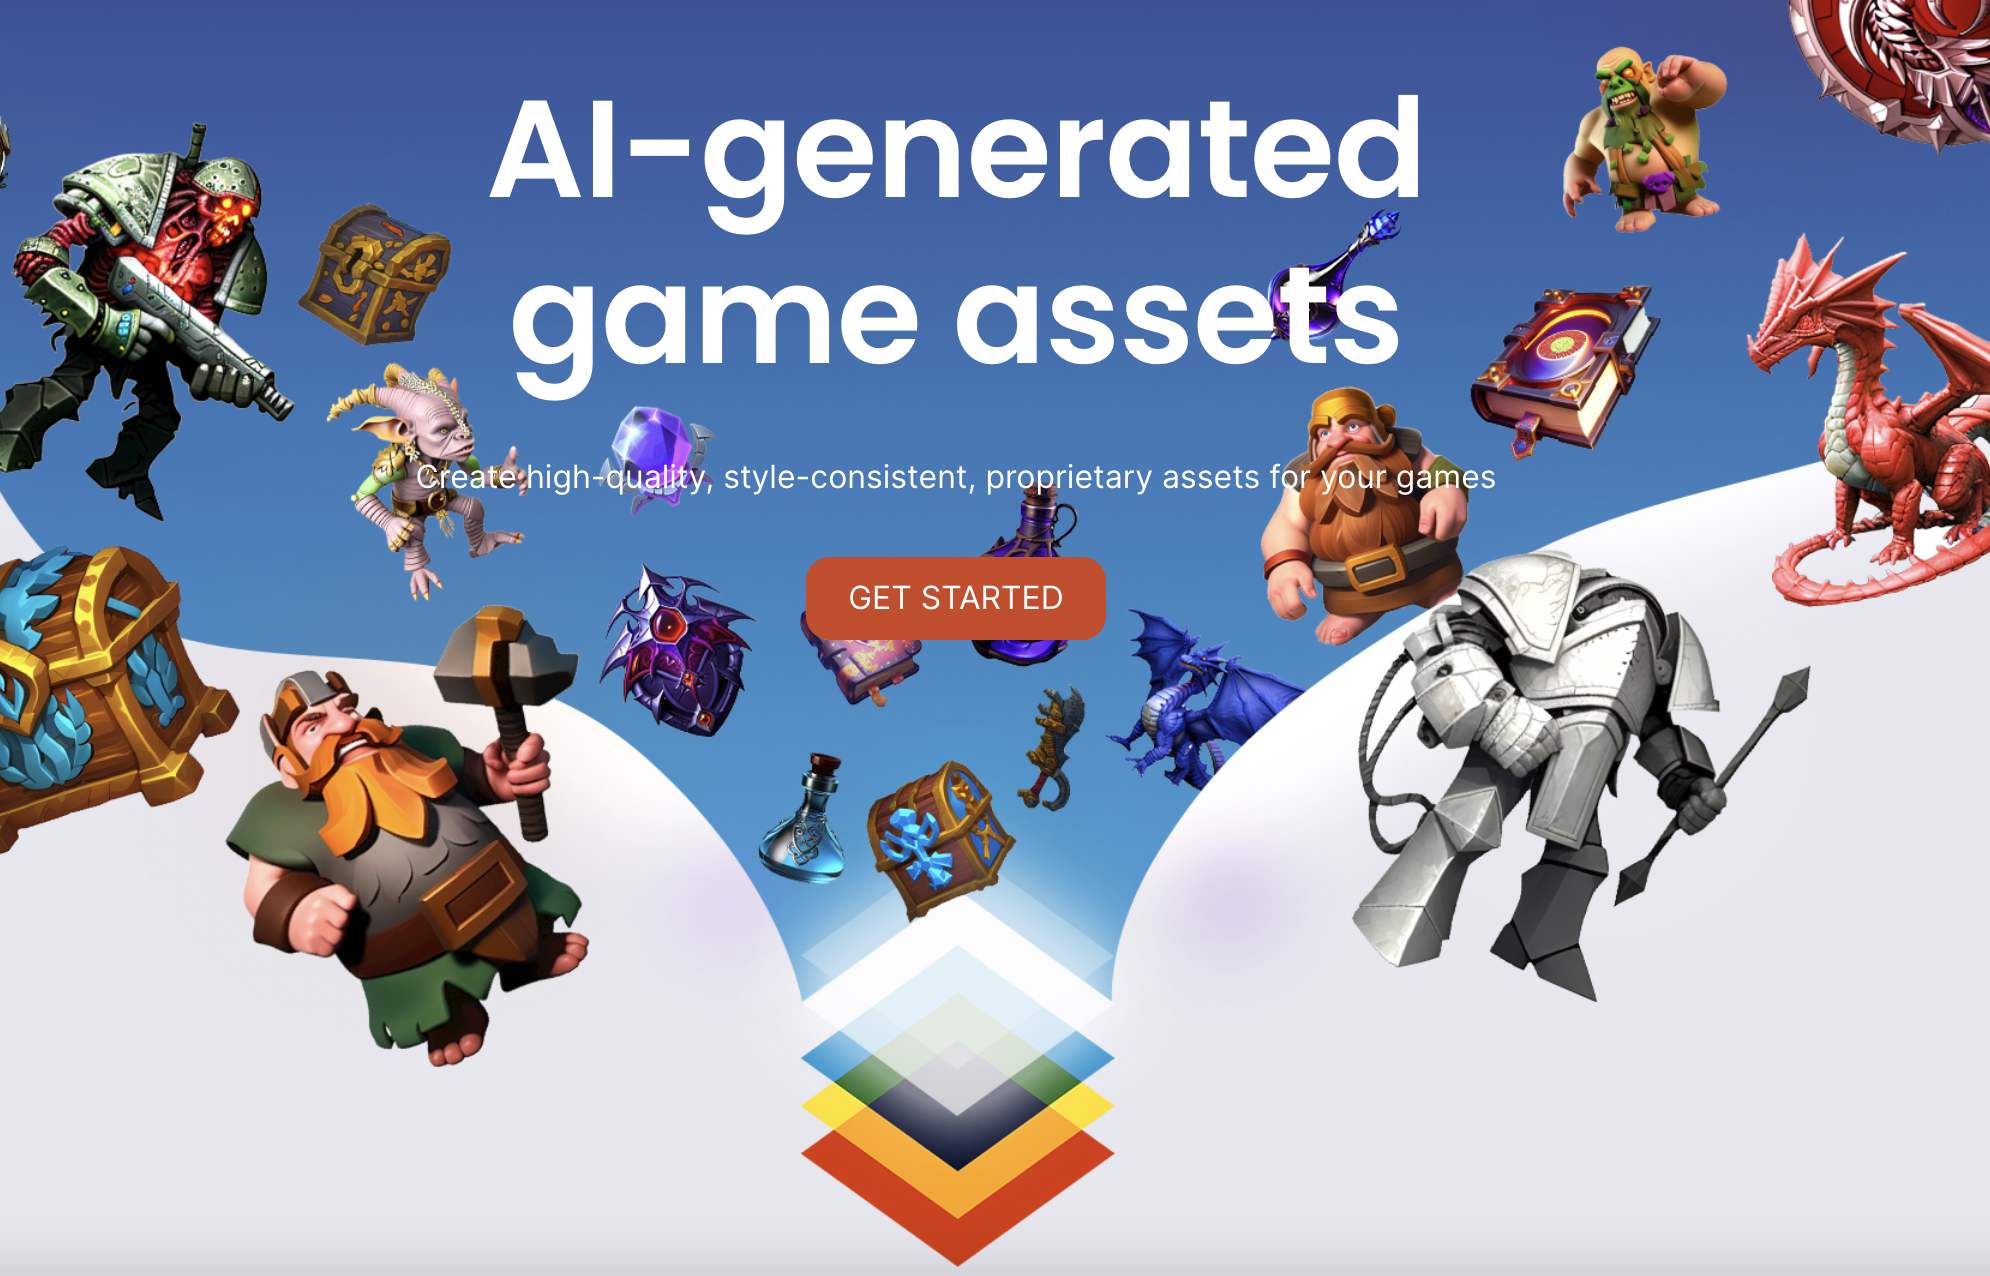 AI-generated
game assets
Create high-quality, style-consistent, proprietary assets for your games
GET STARTED